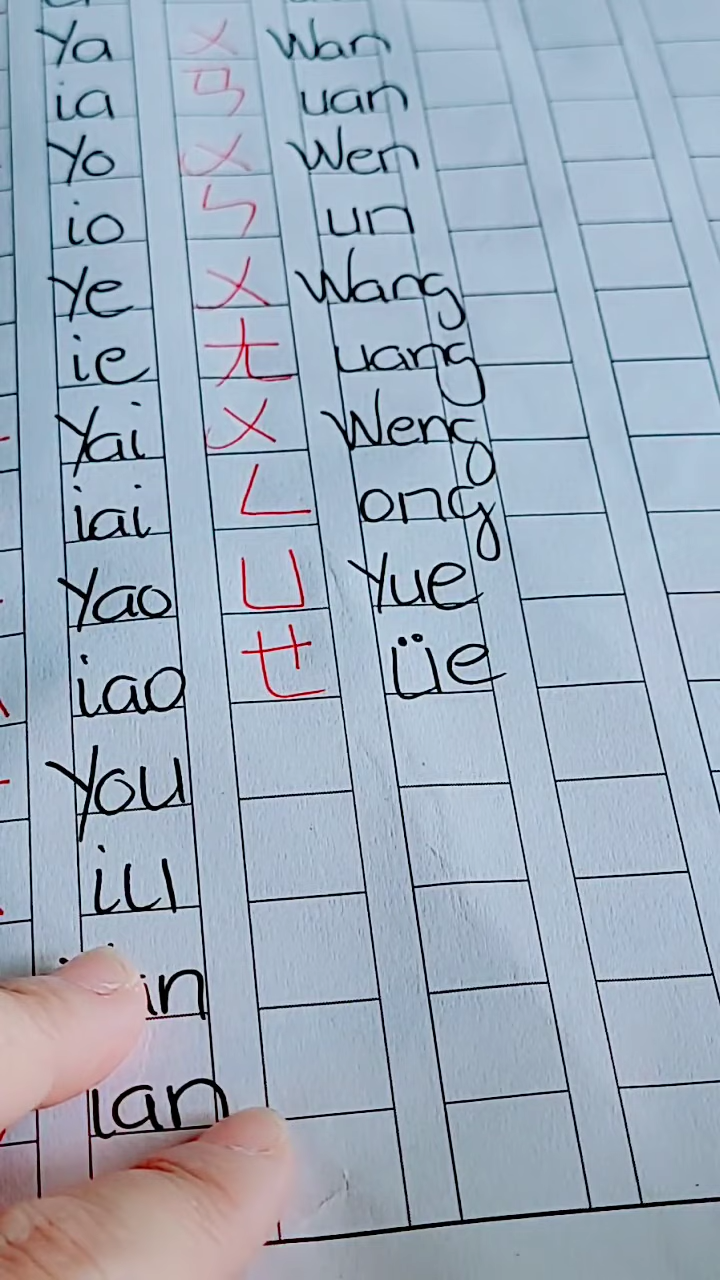 Ya ㄨ Wan
ia ㄢ uan
Yo ㄨ Wen
io ㄣ un
Ye ㄨ Wang
ie ㄤ uang
Yai ㄨ Weng
iai ㄥ ong
Yao ㄩ Yue
iao ㄝ üe
You
iu
ian